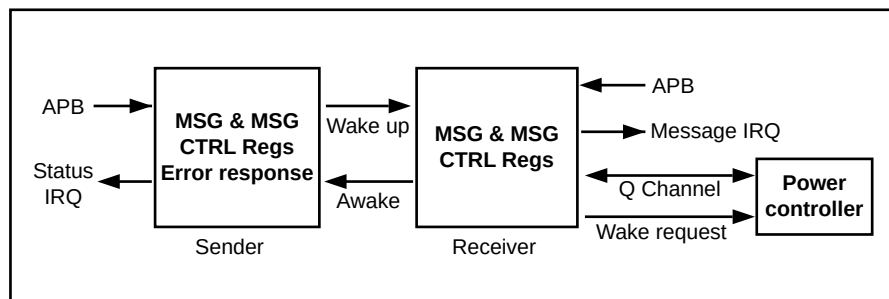 APB
Status
IRQ
MSG & MSG
CTRL Regs
Error response
Sender
Wake up
Awake
MSG & MSG
CTRL Regs
Receiver
APB
Message IRQ
Q Channel
Wake request
Power
controller